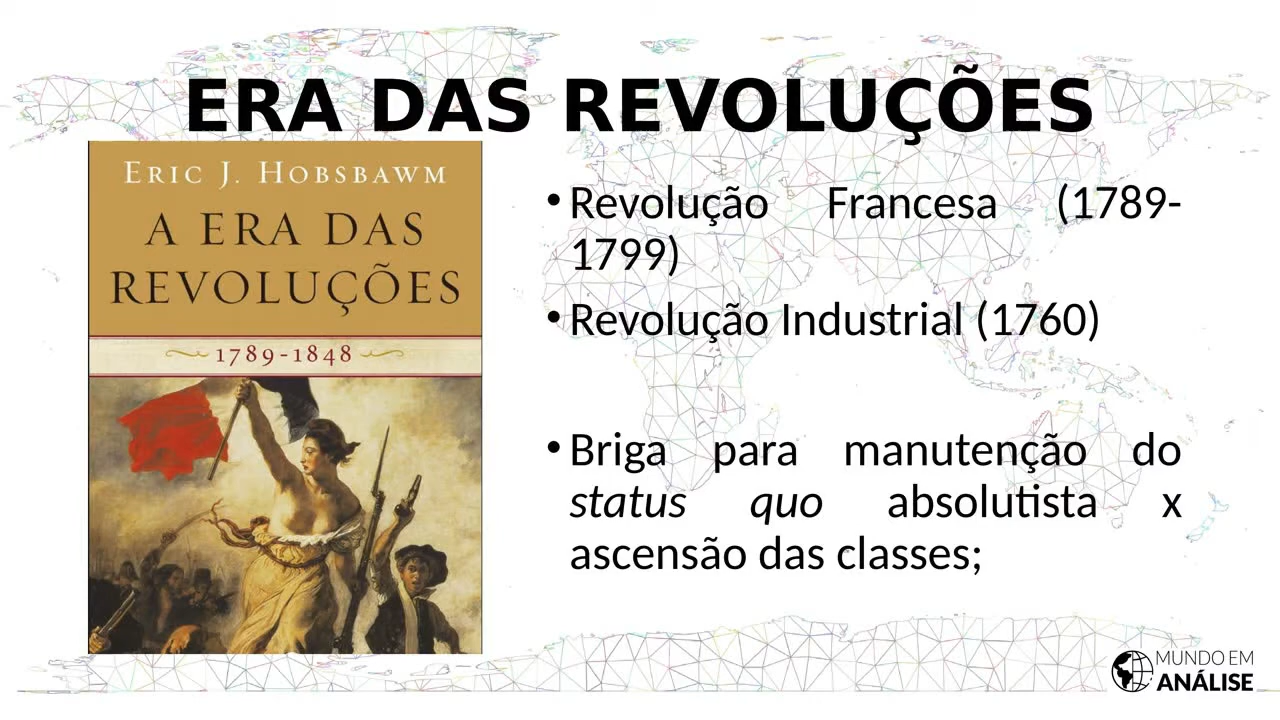 ERA DAS REVOLUÇÕES
ERIC J. HOBSBAWM
A ERA DAS
REVOLUÇÕES
1789-1848
• Revolução Francesa (1789-
1799)
• Revolução Industrial (1760)
• Briga para manutenção do
status quo absolutista x
ascensão das classes;
MUNDO EM
ANÁLISE